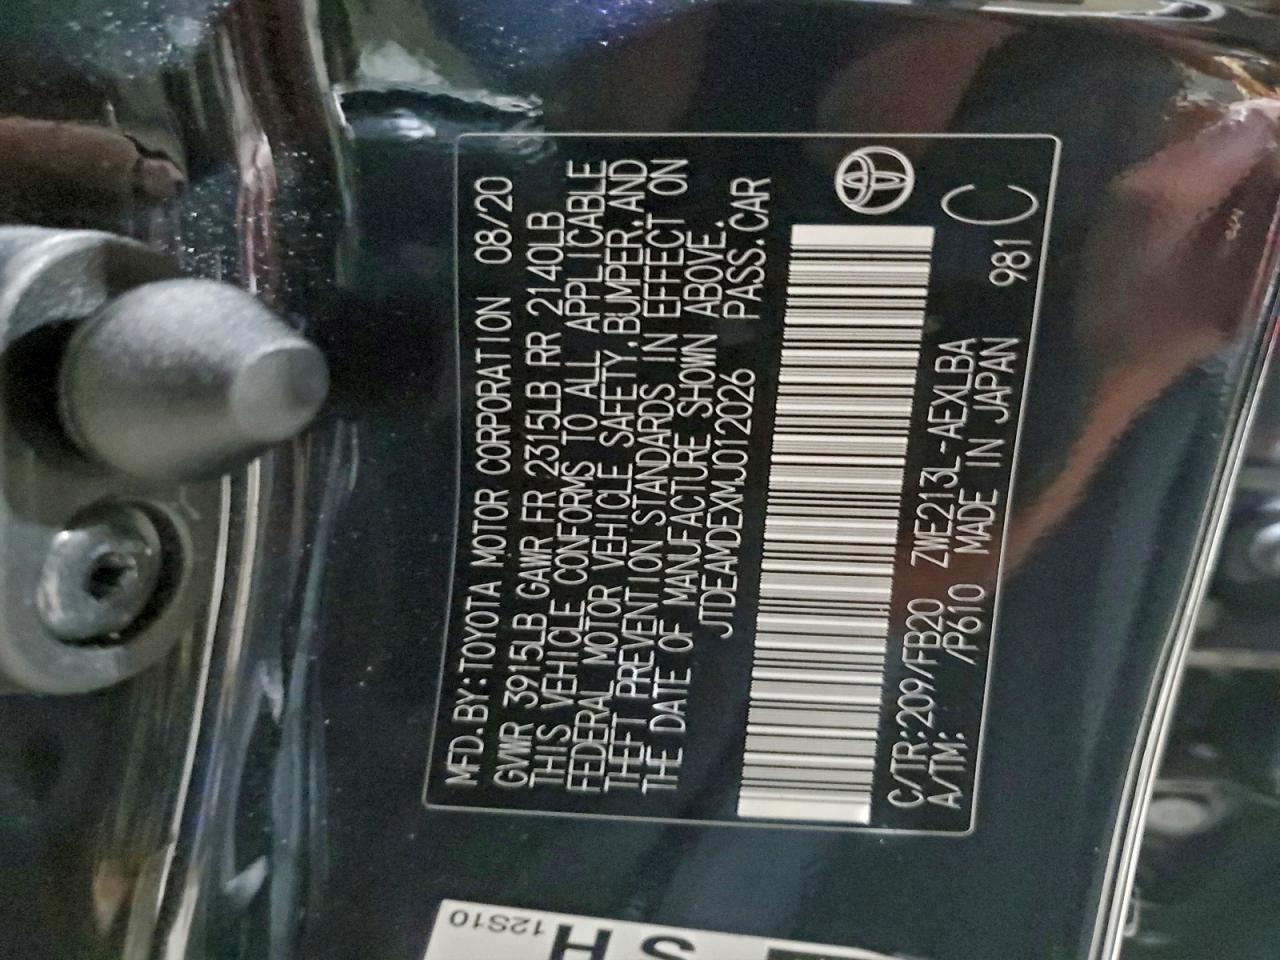 MFD.BY:TOYOTA MOTOR CORPORATION 08/20
GVWR 3915LB GAWR FR 2315LB RR 2140LB
THIS VEHICLE CONFORMS TO ALL APPLICABLE
FEDERAL MOTOR VEHICLE SAFETY,BUMPER,AND
THEFT PREVENTION STANDARDS IN EFFECT ON
THE DATE OF MANUFACTURE SHOWN ABOVE.
JTDEAMDEXMJ012026 PASS.CAR
C/TR:209/FB20 ZWE213L-AEXLBA
A/TM: /P610 MADE IN JAPAN 981 C
12S10
SH